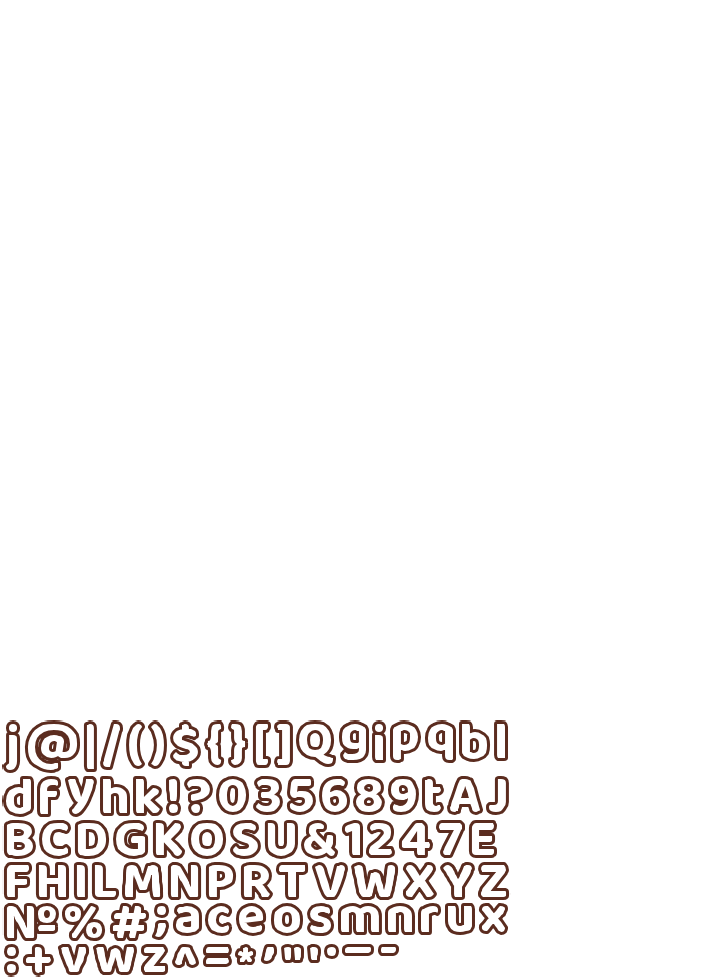 j@|/()${}[]Qgipqbl
dfyhk!?035689tAJ
BCDGKOSU&1247E
FHILMNPRTVWXYZ
№%#;aceosmnrux
:+vwz^=*′"'·—-